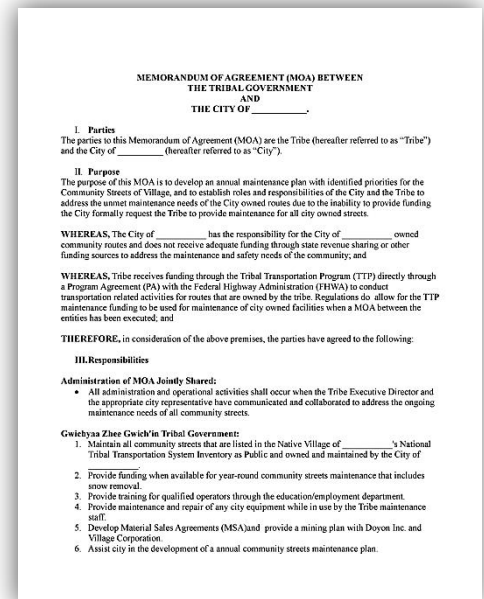 MEMORANDUM OF AGREEMENT (MOA) BETWEEN
THE TRIBAL GOVERNMENT
AND
THE CITY OF ___________.
I. Parties
The parties to this Memorandum of Agreement (MOA) are the Tribe (hereafter referred to as "Tribe")
and the City of _________ (hereafter referred to as "City").
II. Purpose
The purpose of this MOA is to develop an annual maintenance plan with identified priorities for the
Community Streets of Village, and to establish roles and responsibilities of the City and the Tribe to
address the unmet maintenance needs of the City owned routes due to the inability to provide funding
the City formally request the Tribe to provide maintenance for all city owned streets.
WHEREAS, The City of __________ has the responsibility for the City of __________ owned
community routes and does not receive adequate funding through state revenue sharing or other
funding sources to address the maintenance and safety needs of the community; and
WHEREAS, Tribe receives funding through the Tribal Transportation Program (TTP) directly through
a Program Agreement (PA) with the Federal Highway Administration (FHWA) to conduct
transportation related activities for routes that are owned by the tribe. Regulations do allow for the TTP
maintenance funding to be used for maintenance of city owned facilities when a MOA between the
entities has been executed; and
THEREFORE, in consideration of the above premises, the parties have agreed to the following:
III. Responsibilities
Administration of MOA Jointly Shared:
• All administration and operational activities shall occur when the Tribe Executive Director and
the appropriate city representative have communicated and collaborated to address the ongoing
maintenance needs of all community streets.
Gwichyaa Zhee Gwich'in Tribal Government:
1. Maintain all community streets that are listed in the Native Village of __________'s National
Tribal Transportation System Inventory as Public and owned and maintained by the City of
__________.
2. Provide funding when available for year-round community streets maintenance that includes
snow removal.
3. Provide training for qualified operators through the education/employment department.
4. Provide maintenance and repair of any city equipment while in use by the Tribe maintenance
staff.
5. Develop Material Sales Agreements (MSA)and provide a mining plan with Doyon Inc. and
Village Corporation.
6. Assist city in the development of a annual community streets maintenance plan.